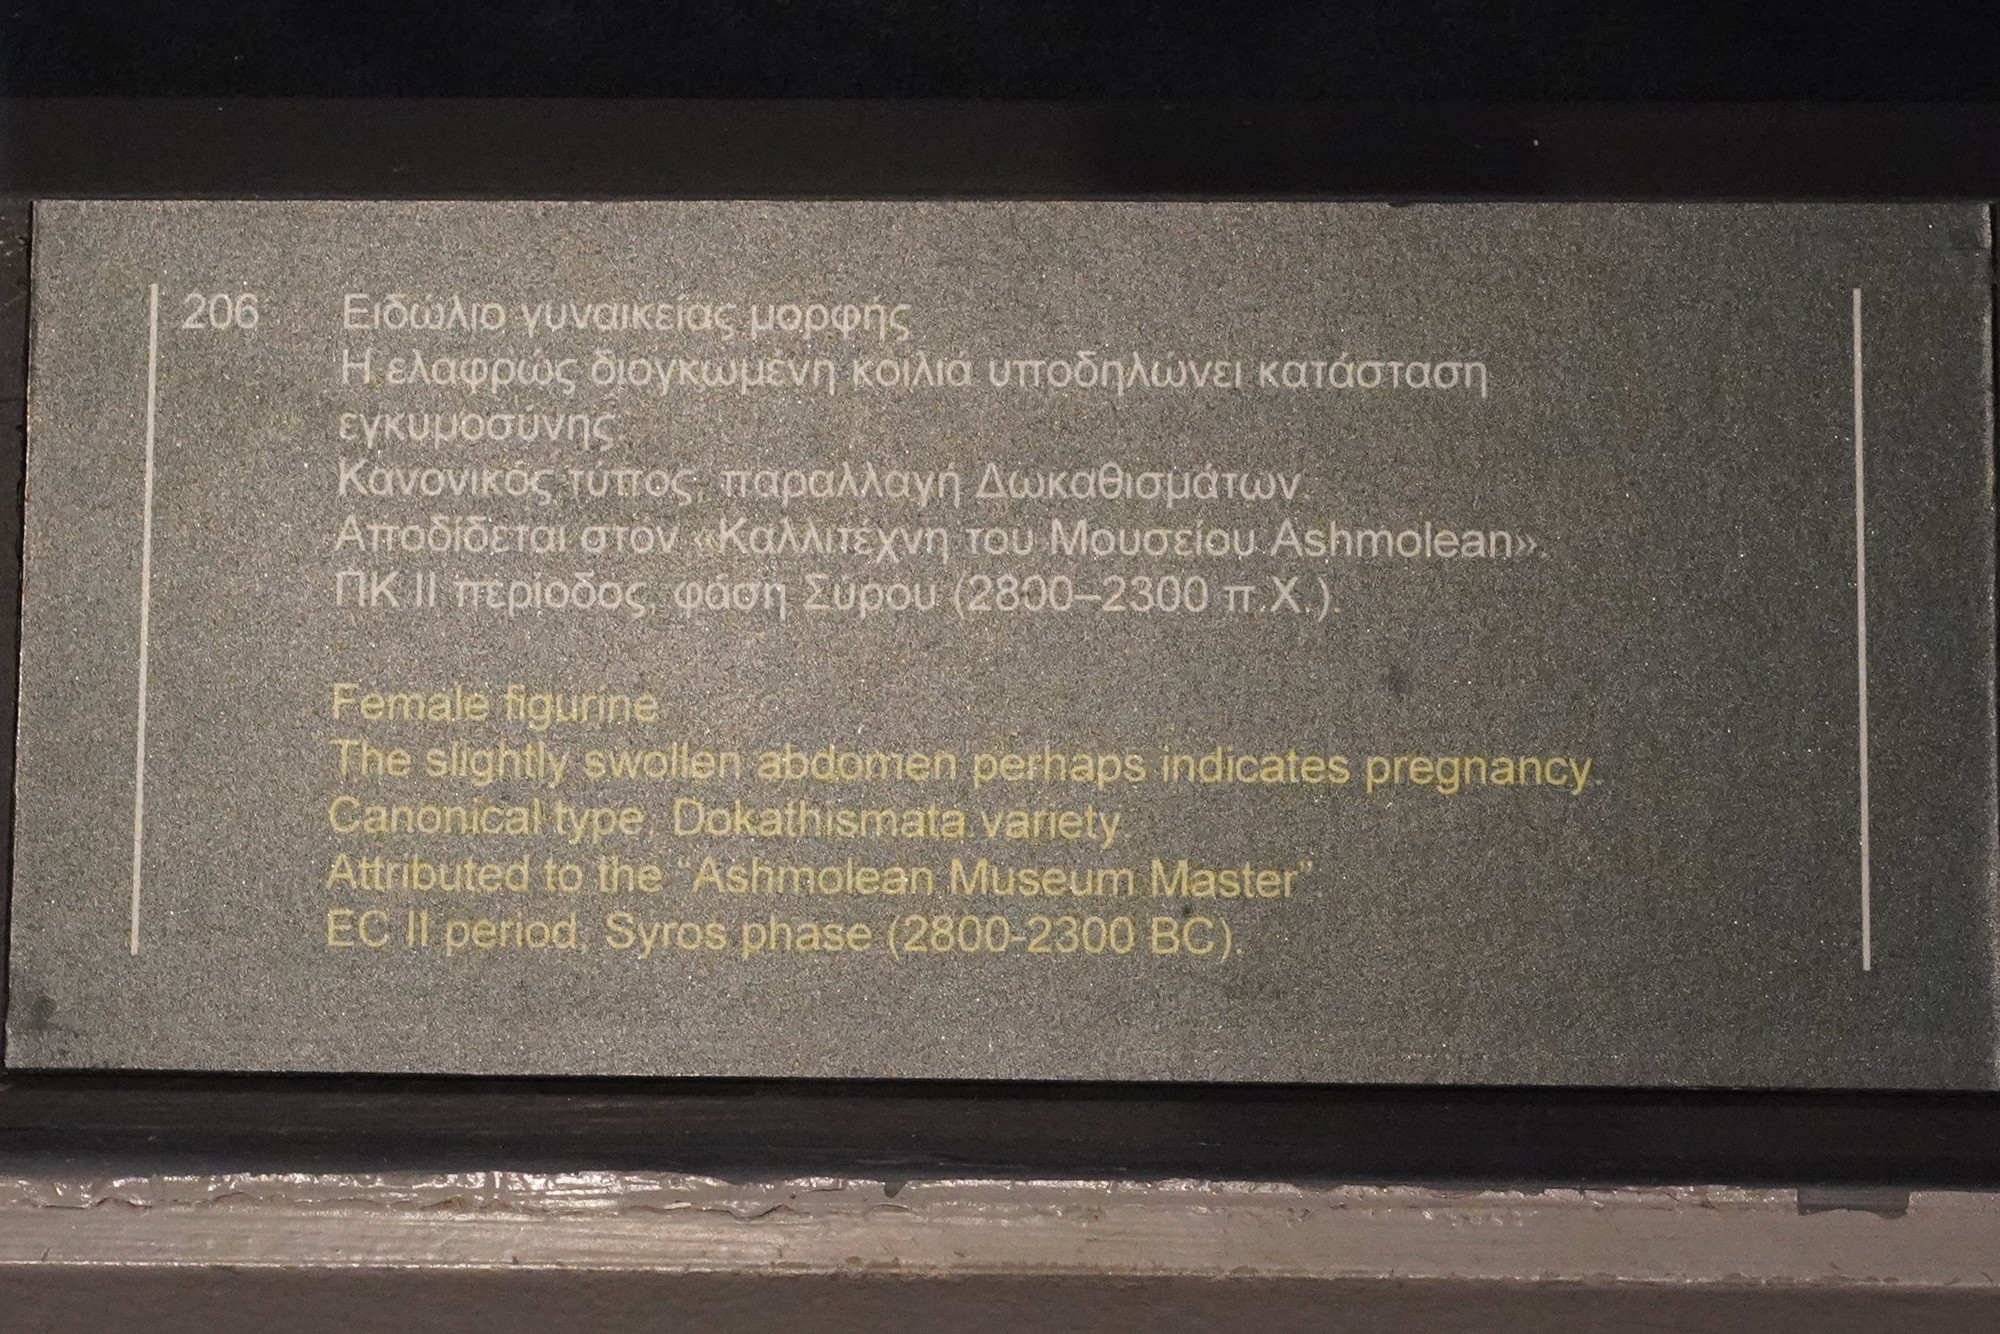 206 Ειδώλιο γυναικείας μορφής
Η ελαφρώς διογκωμένη κοιλιά υποδηλώνει κατάσταση
εγκυμοσύνης.
Κανονικός τύπος, παραλλαγή Δωκαθισμάτων.
Αποδίδεται στον «Καλλιτέχνη του Μουσείου Ashmolean».
ΠΚ ΙΙ περίοδος, φάση Σύρου (2800–2300 π.Χ.).
Female figurine
The slightly swollen abdomen perhaps indicates pregnancy.
Canonical type, Dokathismata variety.
Attributed to the “Ashmolean Museum Master”.
EC II period, Syros phase (2800-2300 BC).